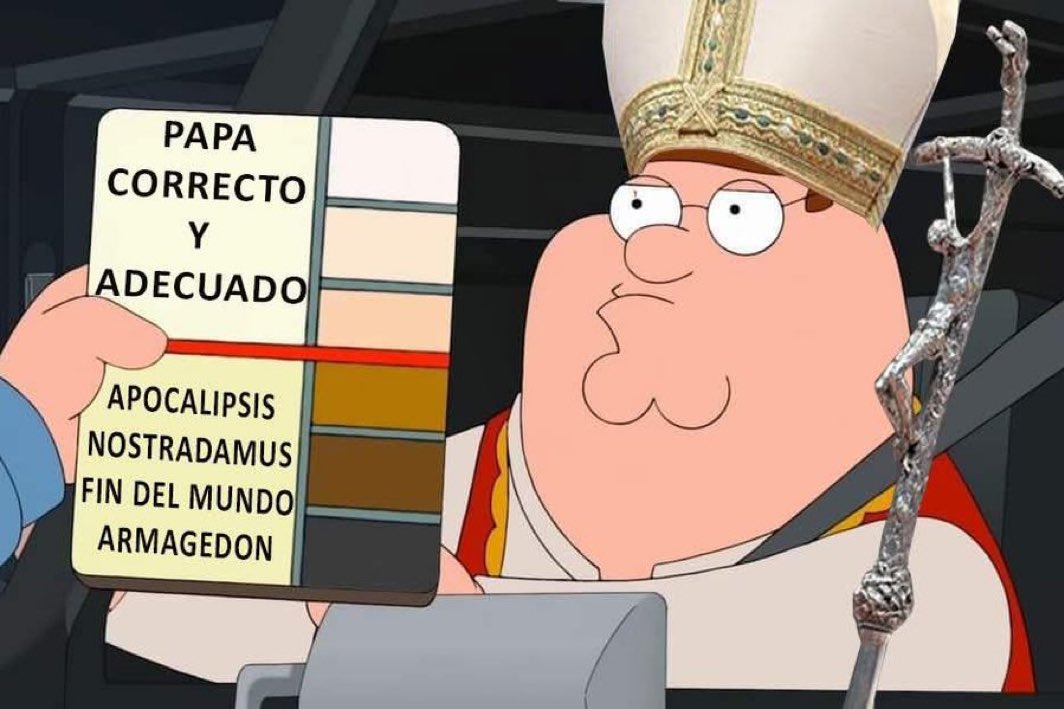 PAPA
CORRECTO
Y
ADECUADO
APOCALIPSIS
NOSTRADAMUS
FIN DEL MUNDO
ARMAGEDON